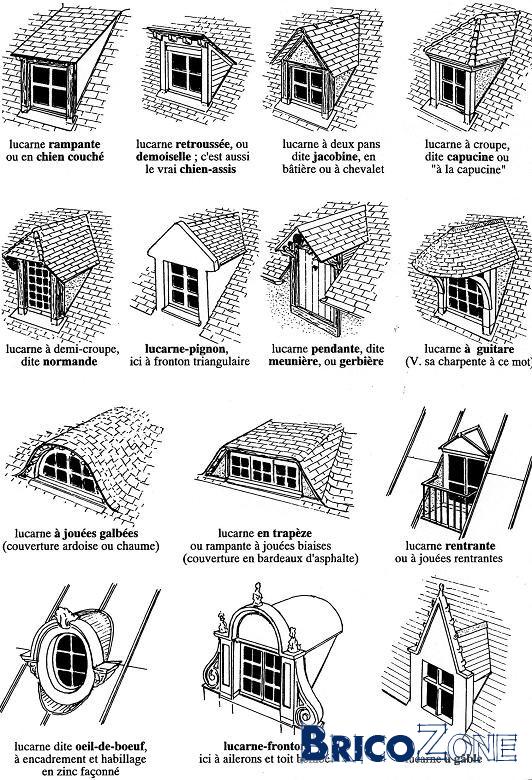 lucarne rampante
ou en chien couché
lucarne retroussée, ou
demoiselle ; c'est aussi
le vrai chien-assis
lucarne à deux pans
dite jacobine, en
bâtière ou à chevalet
lucarne à croupe,
dite capucine ou
"à la capucine"
lucarne à demi-croupe,
dite normande
lucarne-pignon,
ici à fronton triangulaire
lucarne pendante, dite
meunière, ou gerbière
lucarne à guitare
(V. sa charpente à ce mot)
lucarne à jouées galbées
(couverture ardoise ou chaume)
lucarne en trapèze
ou rampante à jouées biaises
(couverture en bardeaux d'asphalte)
lucarne rentrante
ou à jouées rentrantes
lucarne dite oeil-de-boeuf,
à encadrement et habillage
en zinc façonné
lucarne-fronton
ici à ailerons et toit
lucarne à gâble
BRICOZONE